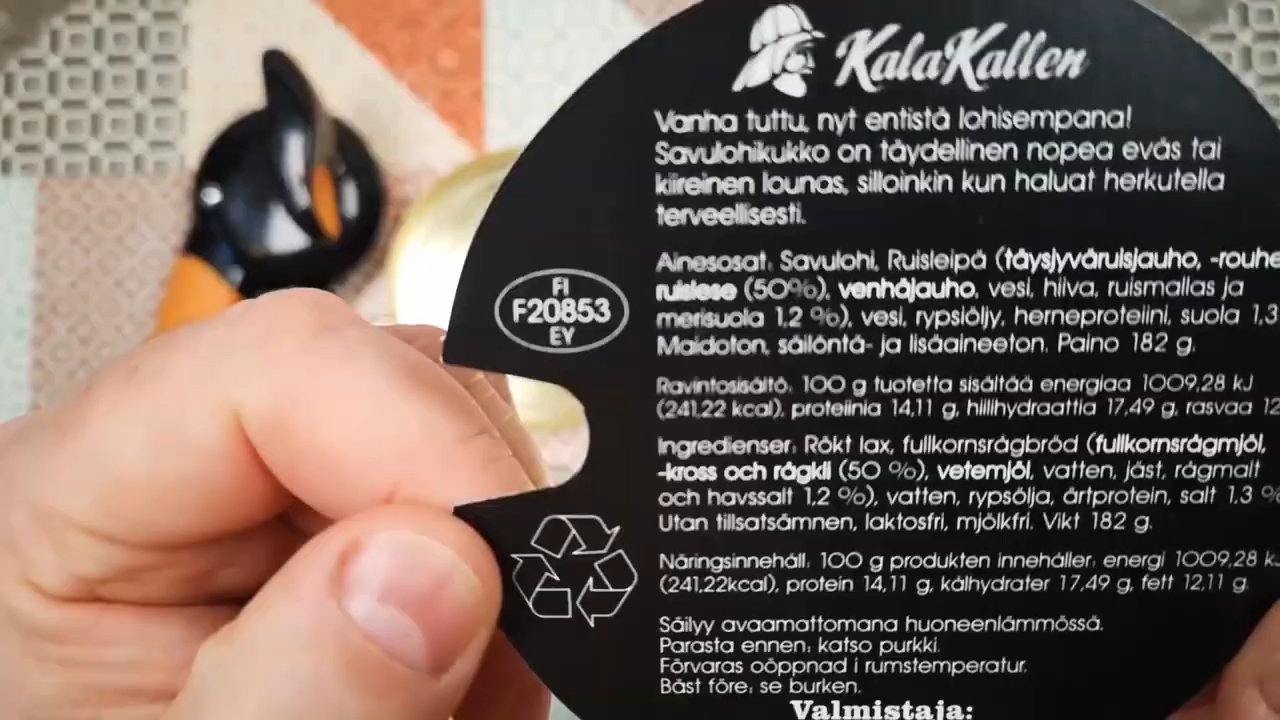 KalaKallen
Vanha tuttu, nyt entistä lohisempana!
Savulohikukko on täydellinen nopea eväs tai
kiireinen lounas, silloinkin kun haluat herkutella
terveellisesti.
FI
F20853
EY
Ainesosat: Savulohi, Ruisleipä (täysjyväruisjauho, -rouhe
ruislese (50%), vehnäjauho, vesi, hiiva, ruismallas ja
merisuola 1,2 %), vesi, rypsiöljy, herneproteiini, suola 1,3
Maidoton, säilöntä- ja lisäaineeton. Paino 182 g.
Ravintosisältö: 100 g tuotetta sisältää energiaa 1009,28 kJ
(241,22 kcal), proteiinia 14,11 g, hiilihydraattia 17,49 g, rasvaa 12
Ingredienser: Rökt lax, fullkornsrågbröd (fullkornsrågmjöl,
-kross och rågkli (50 %), vetemjöl, vatten, jäst, rågmalt
och havssalt 1,2 %), vatten, rypsölja, ärtprotein, salt 1,3 %
Utan tillsatsämnen, laktosfri, mjölkfri. Vikt 182 g.
Näringsinnehåll: 100 g produkten innehåller: energi 1009,28 k
(241,22kcal), protein 14,11 g, kålhydrater 17,49 g, fett 12,11 g.
Säilyy avaamattomana huoneenlämmössä.
Parasta ennen: katso purkki.
Förvaras oöppnad i rumstemperatur.
Bäst före: se burken.
Valmistaja: